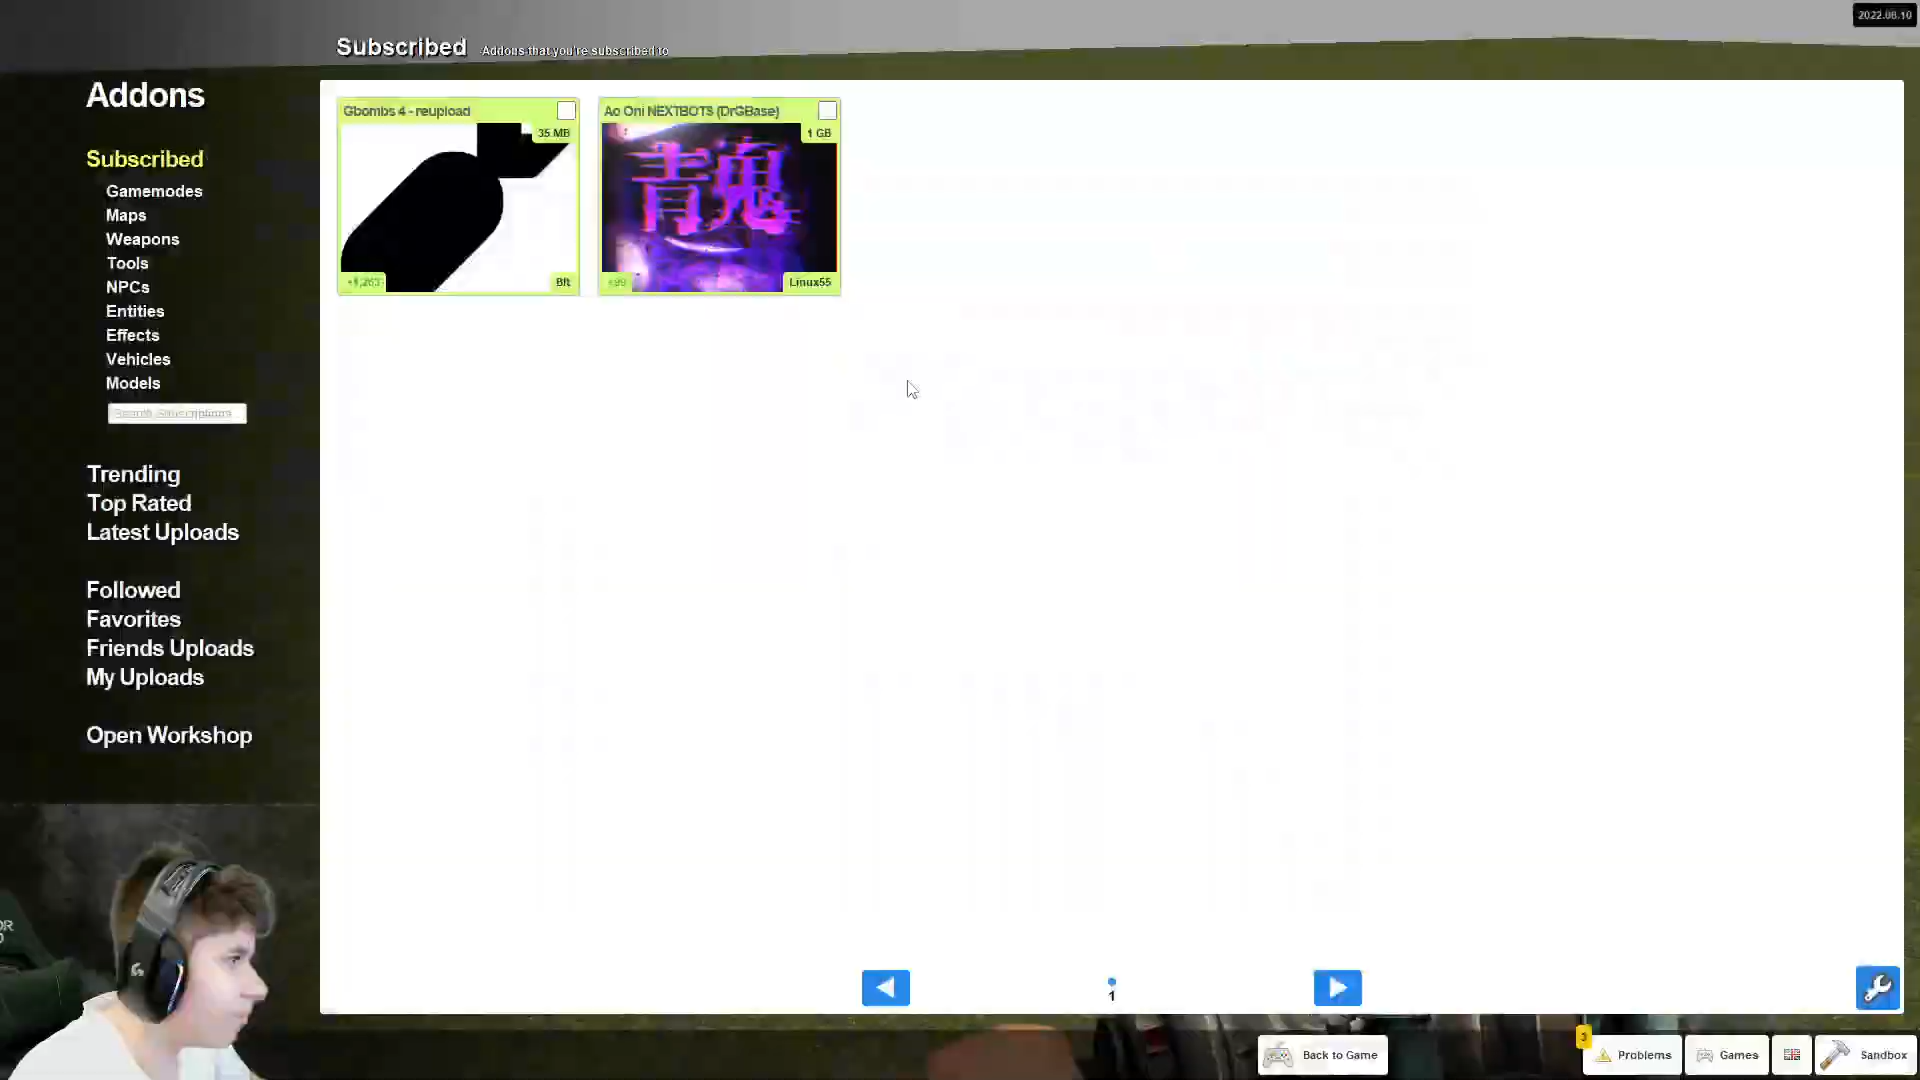 2022.08.10
Subscribed Addons that you're subscribed to
Addons
Subscribed
Gamemodes
Maps
Weapons
Tools
NPCs
Entities
Effects
Vehicles
Models
Search Subscriptions
Trending
Top Rated
Latest Uploads
Followed
Favorites
Friends Uploads
My Uploads
Open Workshop
Gbombs 4 - reupload
35 MB
Bft
Ao Oni NEXTBOTS (DrGBase)
1 GB
青鬼
+99
Linux55
1
Back to Game
3
Problems
Games
Sandbox